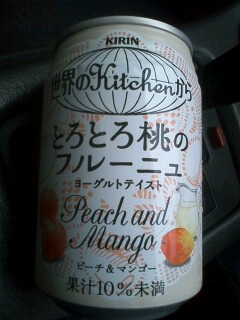 KIRIN
世界のKitchenから
とろとろ桃の
フルーニュ
ヨーグルトテイスト
Peach and
Mango
ピーチ&マンゴー
果汁10%未満